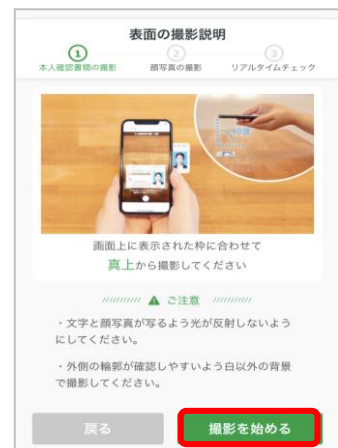 表面の撮影説明
1 2 3
本人確認書類の撮影 顔写真の撮影 リアルタイムチェック
画面上に表示された枠に合わせて
真上から撮影してください
ご注意
・文字と顔写真が写るよう光が反射しないよう
にしてください。
・外側の輪郭が確認しやすいよう白以外の背景
で撮影してください。
戻る 撮影を始める